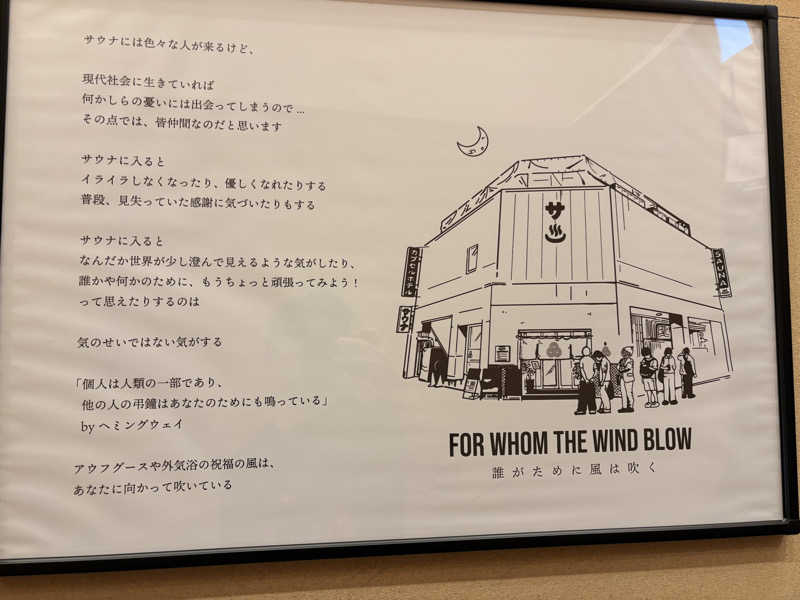 サウナには色々な人が来るけど、
現代社会に生きていれば
何かしらの憂いには出会ってしまうので...
その点では、皆仲間なのだと思います
サウナに入ると
イライラしなくなったり、優しくなれたりする
普段、見失っていた感謝に気づいたりもする
サウナに入ると
なんだか世界が少し澄んで見えるような気がしたり、
誰かや何かのために、もうちょっと頑張ってみよう！
って思えたりするのは
気のせいではない気がする
「個人は人類の一部であり、
他の人の弔鐘はあなたのためにも鳴っている」
by ヘミングウェイ
アウフグースや外気浴の祝福の風は、
あなたに向かって吹いている
サ
カプセルホテル
サウナ
SAUNA
FOR WHOM THE WIND BLOW
誰がために風は吹く